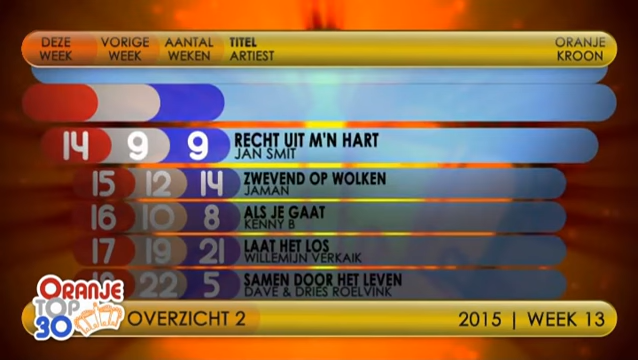 DEZE WEEK VORIGE WEEK AANTAL WEKEN TITEL ARTIEST ORANJE KROON
14 9 9 RECHT UIT M'N HART
JAN SMIT
15 12 14 ZWEVEND OP WOLKEN
JAMAN
16 10 8 ALS JE GAAT
KENNY B
17 19 21 LAAT HET LOS
WILLEMIJN VERKAIK
22 5 SAMEN DOOR HET LEVEN
DAVE & DRIES ROELVINK
ORANJE
TOP
30
OVERZICHT 2 2015 | WEEK 13